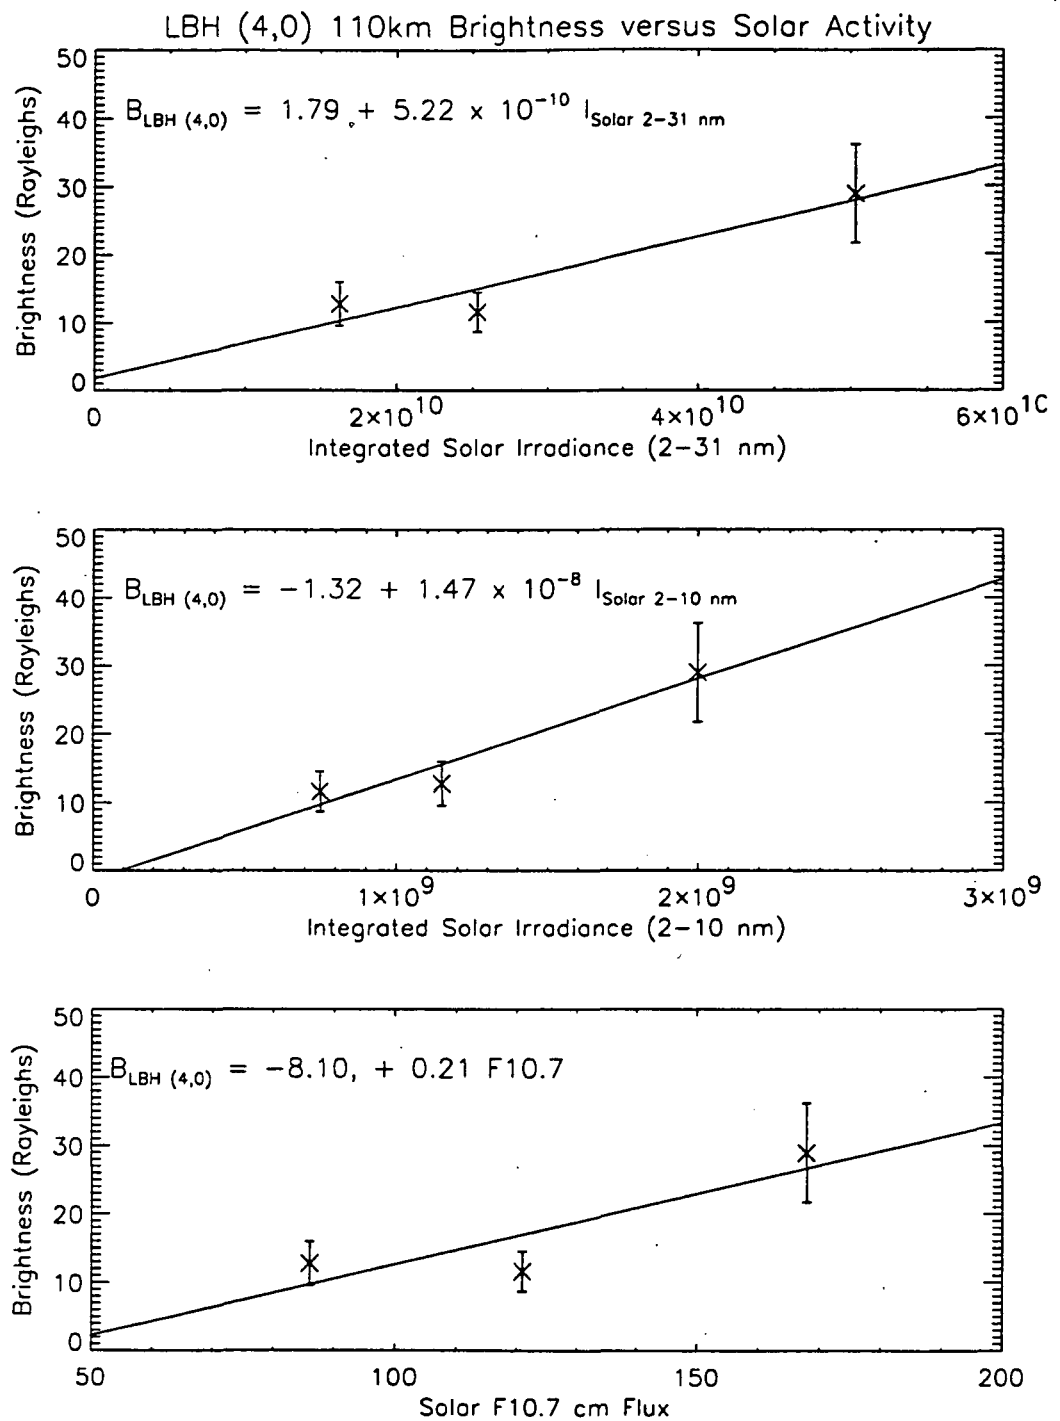 LBH (4,0) 110km Brightness versus Solar Activity
50
B_LBH (4,0) = 1.79 + 5.22 x 10^-10 I_Solar 2-31 nm
40
30
20
10
0
Brightness (Rayleighs)
0 2×10^10 4×10^10 6×10^10
Integrated Solar Irradiance (2-31 nm)
50
B_LBH (4,0) = -1.32 + 1.47 x 10^-8 I_Solar 2-10 nm
40
30
20
10
0
Brightness (Rayleighs)
0 1×10^9 2×10^9 3×10^9
Integrated Solar Irradiance (2-10 nm)
50
B_LBH (4,0) = -8.10, + 0.21 F10.7
40
30
20
10
0
Brightness (Rayleighs)
50 100 150 200
Solar F10.7 cm Flux